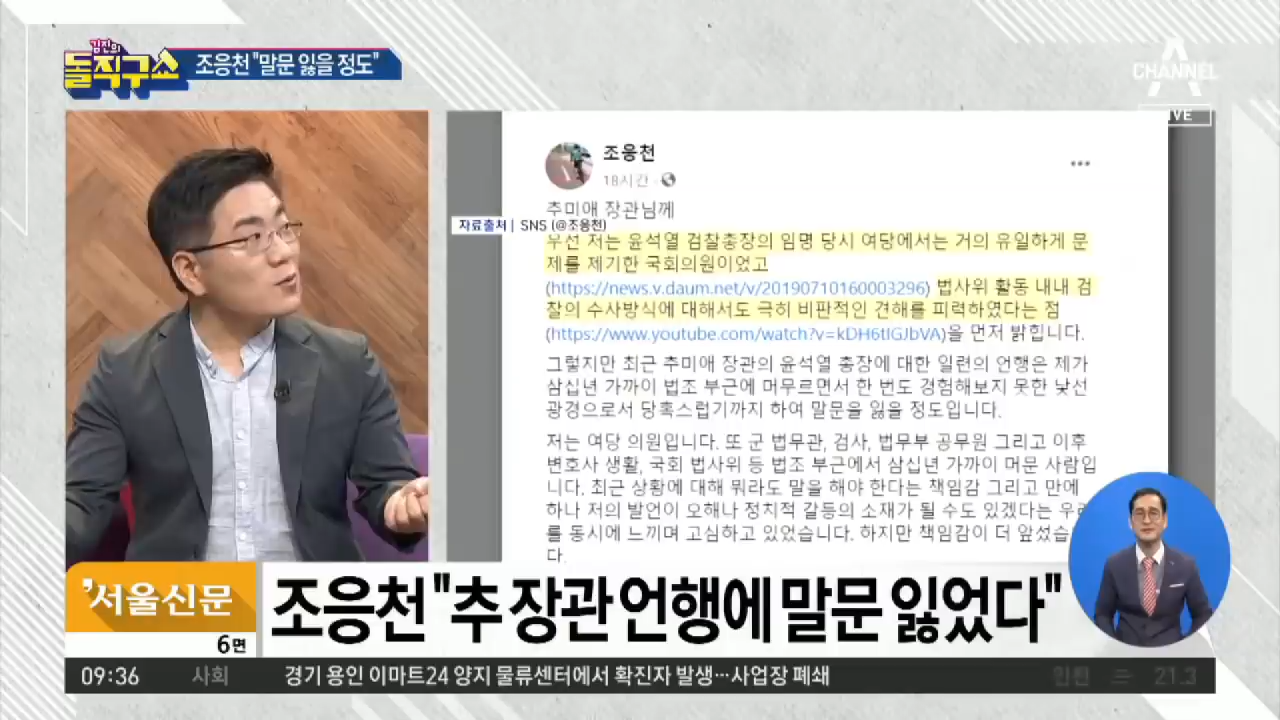 김진의
돌직구쇼
조응천 "말문 잃을 정도"
CHANNEL A
LIVE
조응천
18시간
자료출처 | SNS (@조응천)
추미애 장관님께
우선 저는 윤석열 검찰총장의 임명 당시 여당에서는 거의 유일하게 문
제를 제기한 국회의원이었고
(https://news.v.daum.net/v/20190710160003296) 법사위 활동 내내 검
찰의 수사방식에 대해서도 극히 비판적인 견해를 피력하였다는 점
(https://www.youtube.com/watch?v=kDH6tIGJbVA)을 먼저 밝힙니다.
그렇지만 최근 추미애 장관의 윤석열 총장에 대한 일련의 언행은 제가
삼십년 가까이 법조 부근에 머무르면서 한 번도 경험해보지 못한 낯선
광경으로서 당혹스럽기까지 하여 말문을 잃을 정도입니다.
저는 여당 의원입니다. 또 군 법무관, 검사, 법무부 공무원 그리고 이후
변호사 생활, 국회 법사위 등 법조 부근에서 삼십년 가까이 머문 사람입
니다. 최근 상황에 대해 뭐라도 말을 해야 한다는 책임감 그리고 만에
하나 저의 발언이 오해나 정치적 갈등의 소재가 될 수도 있겠다는 우려
를 동시에 느끼며 고심하고 있었습니다. 하지만 책임감이 더 앞섰습니
다.
서울신문
6면
조응천 "추 장관 언행에 말문 잃었다"
09:36 사회 경기 용인 이마트24 양지 물류센터에서 확진자 발생…사업장 폐쇄 인천 21.3